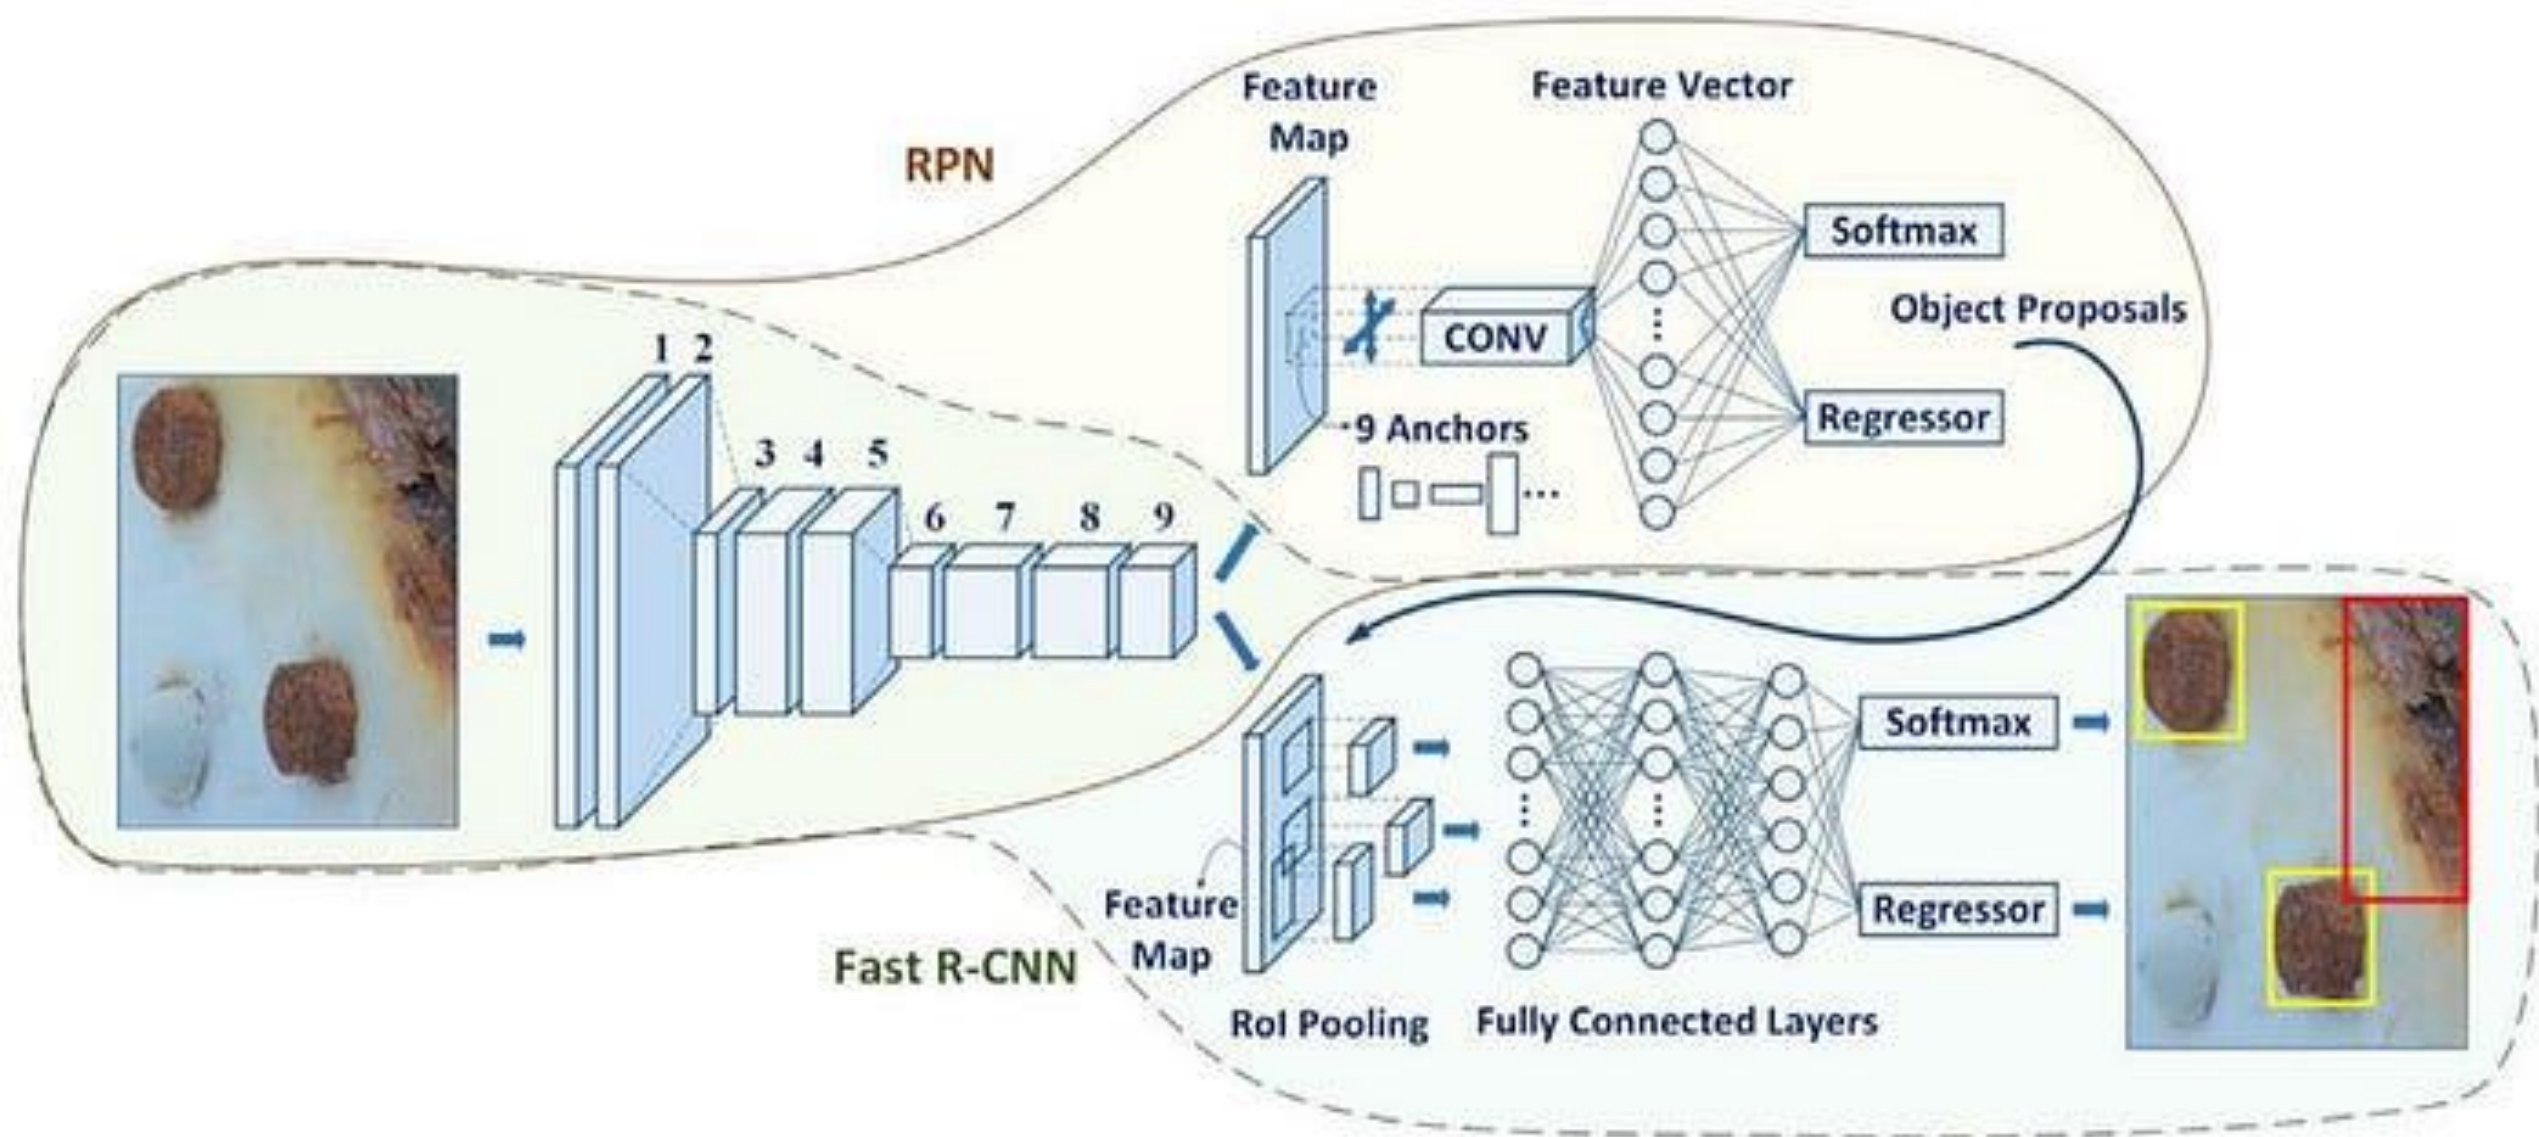 RPN
Feature
Map
Feature Vector
Softmax
CONV
Object Proposals
Regressor
9 Anchors
...
1 2
3 4 5
6 7 8 9
Softmax
Feature
Map
Regressor
Fast R-CNN
RoI Pooling
Fully Connected Layers